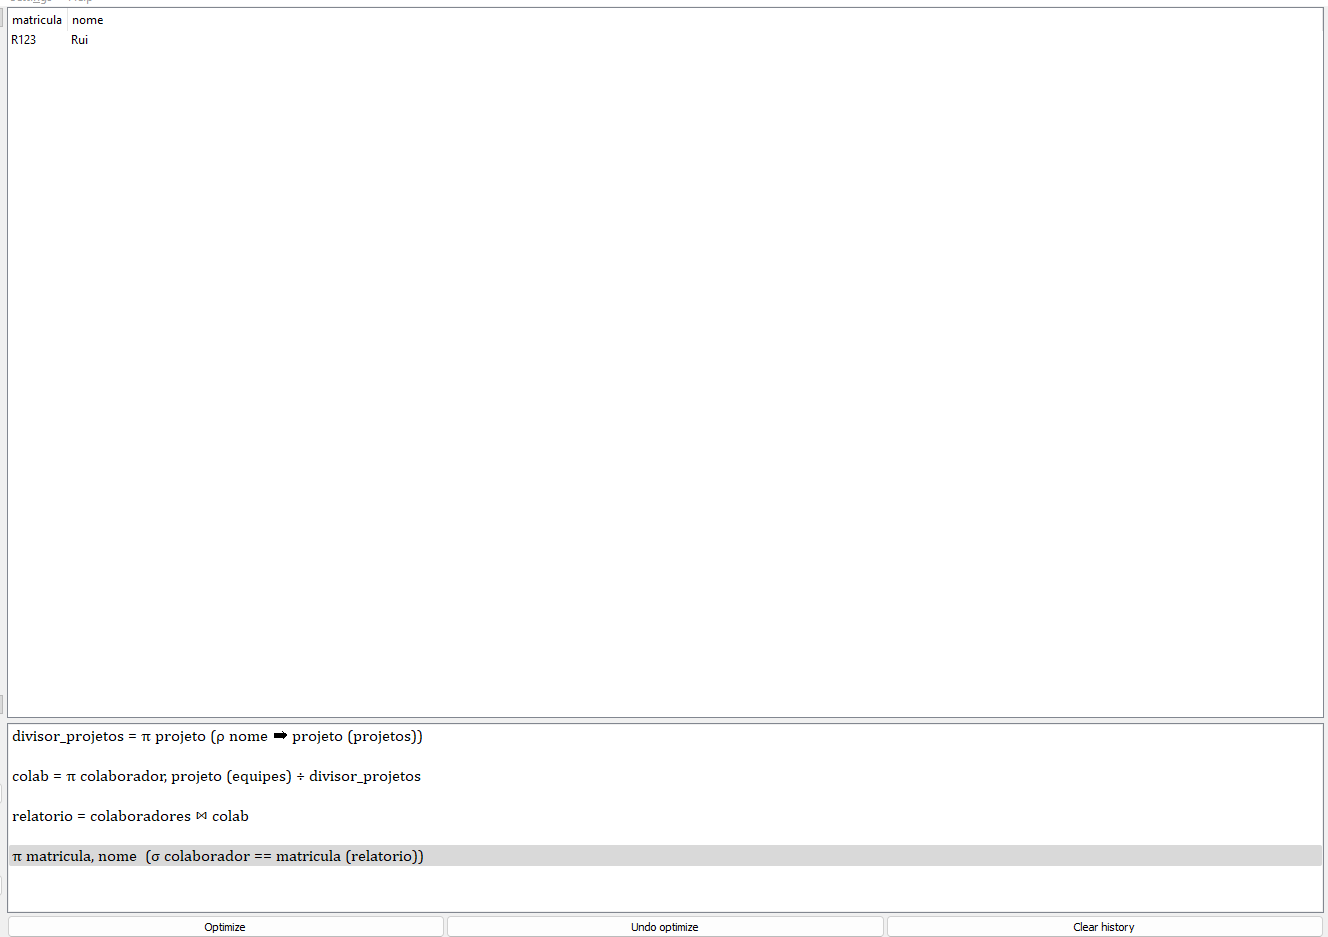 matricula nome
R123 Rui
divisor_projetos = π projeto (ρ nome ➡ projeto (projetos))
colab = π colaborador, projeto (equipes) ÷ divisor_projetos
relatorio = colaboradores ⋈ colab
π matricula, nome (σ colaborador == matricula (relatorio))
Optimize Undo optimize Clear history